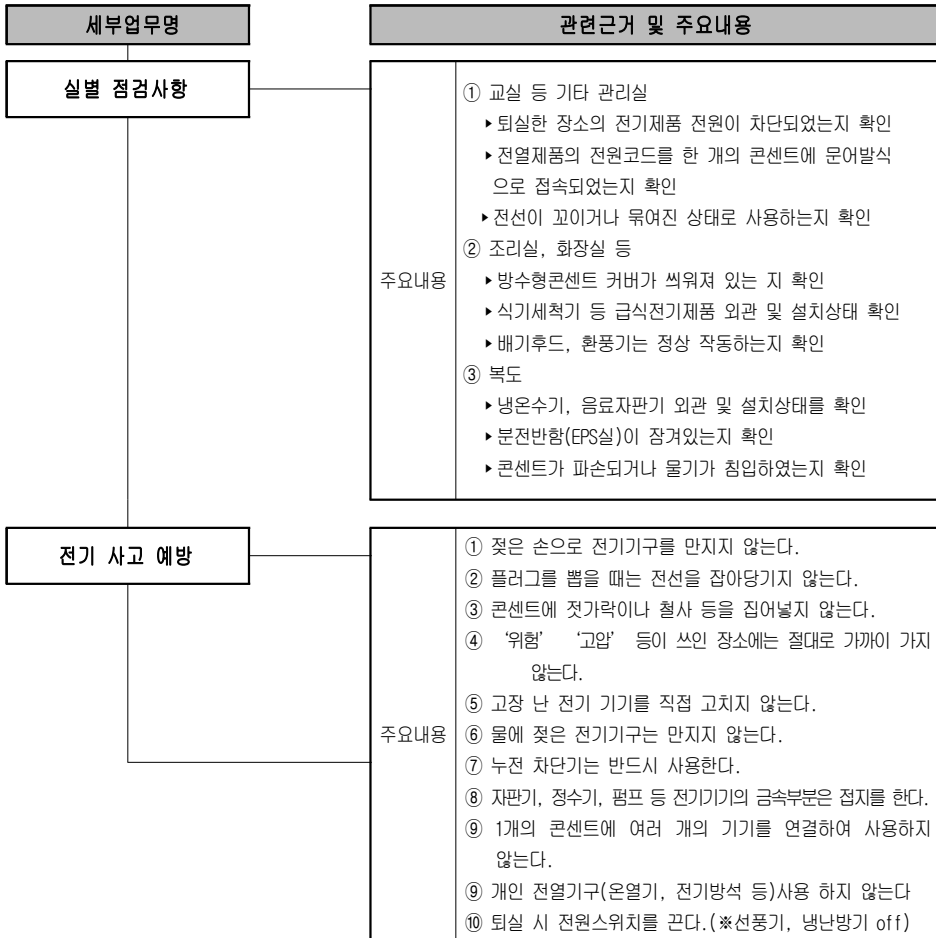 세부업무명
관련근거 및 주요내용
실별 점검사항
주요내용
① 교실 등 기타 관리실
▸퇴실한 장소의 전기제품 전원이 차단되었는지 확인
▸전열제품의 전원코드를 한 개의 콘센트에 문어발식
으로 접속되었는지 확인
▸전선이 꼬이거나 묶여진 상태로 사용하는지 확인
② 조리실, 화장실 등
▸방수형콘센트 커버가 씌워져 있는 지 확인
▸식기세척기 등 급식전기제품 외관 및 설치상태 확인
▸배기후드, 환풍기는 정상 작동하는지 확인
③ 복도
▸냉온수기, 음료자판기 외관 및 설치상태를 확인
▸분전반함(EPS실)이 잠겨있는지 확인
▸콘센트가 파손되거나 물기가 침입하였는지 확인
전기 사고 예방
주요내용
① 젖은 손으로 전기기구를 만지지 않는다.
② 플러그를 뽑을 때는 전선을 잡아당기지 않는다.
③ 콘센트에 젓가락이나 철사 등을 집어넣지 않는다.
④ ‘위험’ ‘고압’ 등이 쓰인 장소에는 절대로 가까이 가지
않는다.
⑤ 고장 난 전기 기기를 직접 고치지 않는다.
⑥ 물에 젖은 전기기구는 만지지 않는다.
⑦ 누전 차단기는 반드시 사용한다.
⑧ 자판기, 정수기, 펌프 등 전기기기의 금속부분은 접지를 한다.
⑨ 1개의 콘센트에 여러 개의 기기를 연결하여 사용하지
않는다.
⑨ 개인 전열기구(온열기, 전기방석 등)사용 하지 않는다
⑩ 퇴실 시 전원스위치를 끈다.(※선풍기, 냉난방기 off)